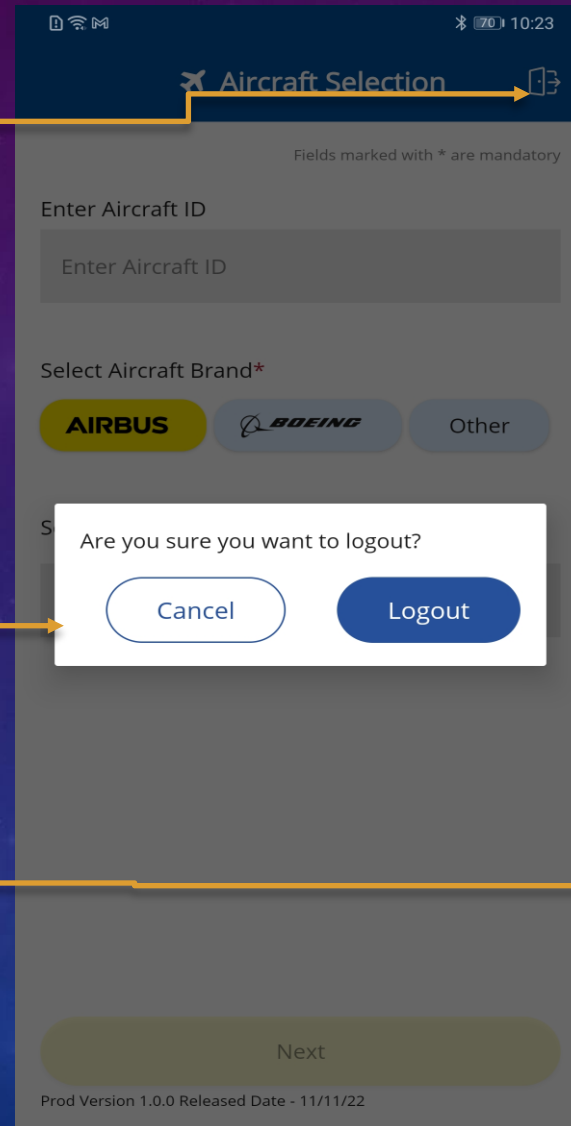 70 10:23
Aircraft Selection
Fields marked with * are mandatory
Enter Aircraft ID
Enter Aircraft ID
Select Aircraft Brand*
AIRBUS BOEING Other
S
Are you sure you want to logout?
Cancel Logout
Next
Prod Version 1.0.0 Released Date - 11/11/22